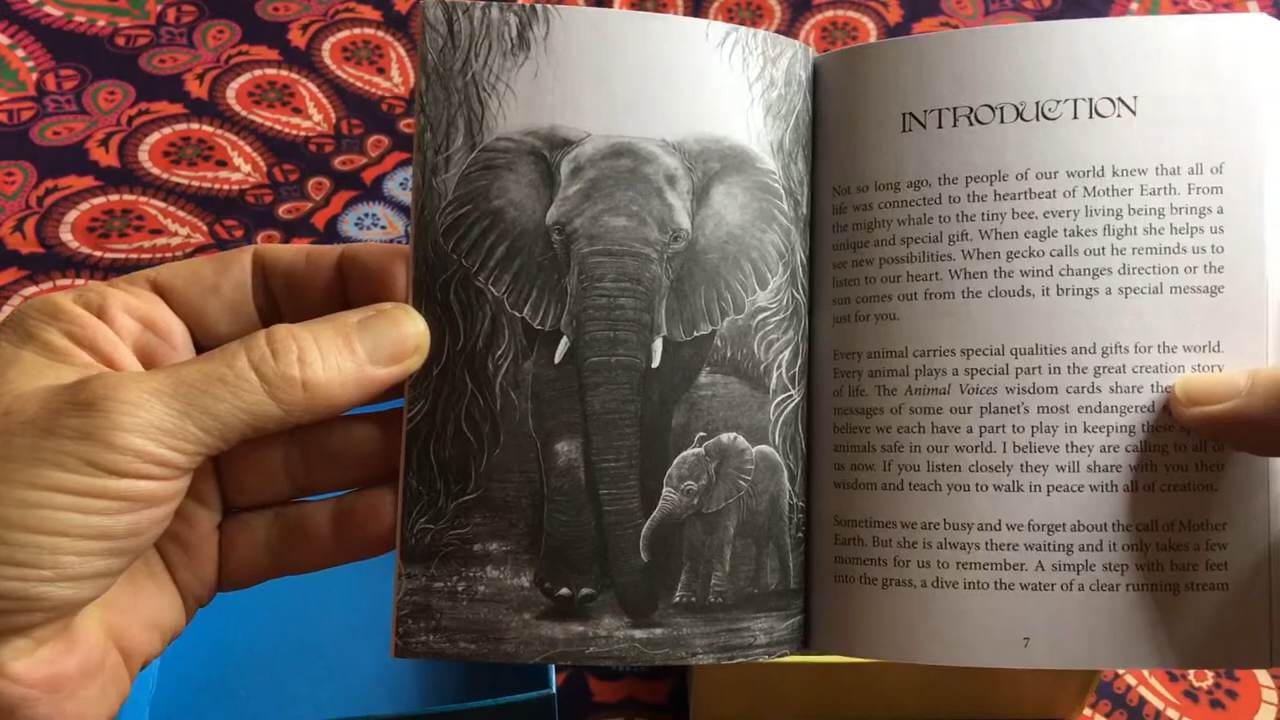 INTRODUCTION
Not so long ago, the people of our world knew that all of
life was connected to the heartbeat of Mother Earth. From
the mighty whale to the tiny bee, every living being brings a
unique and special gift. When eagle takes flight she helps us
see new possibilities. When gecko calls out he reminds us to
listen to our heart. When the wind changes direction or the
sun comes out from the clouds, it brings a special message
just for you.
Every animal carries special qualities and gifts for the world.
Every animal plays a special part in the great creation story
of life. The Animal Voices wisdom cards share the
messages of some our planet's most endangered
believe we each have a part to play in keeping these
animals safe in our world. I believe they are calling to all of
us now. If you listen closely they will share with you their
wisdom and teach you to walk in peace with all of creation.
Sometimes we are busy and we forget about the call of Mother
Earth. But she is always there waiting and it only takes a few
moments for us to remember. A simple step with bare feet
into the grass, a dive into the water of a clear running stream
7